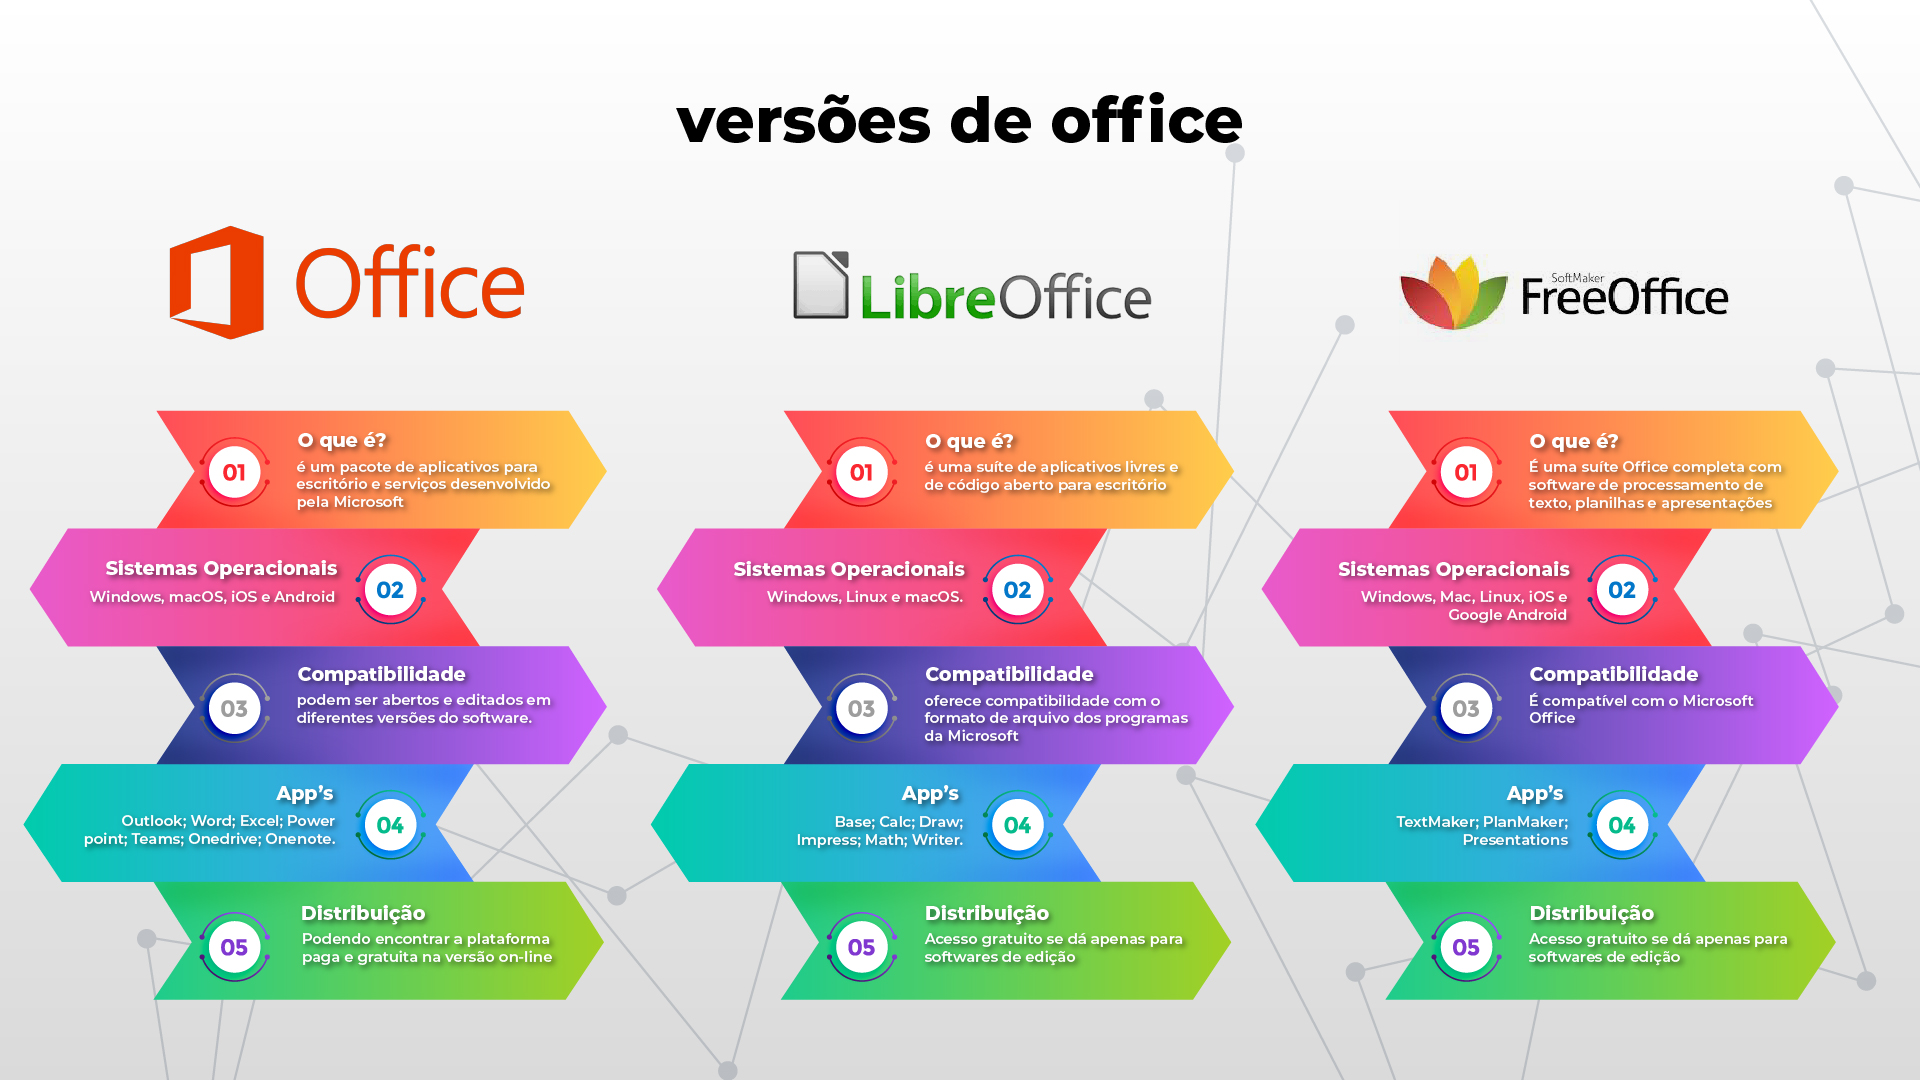 versões de office
Office
01
O que é?
é um pacote de aplicativos para
escritório e serviços desenvolvido
pela Microsoft
Sistemas Operacionais
Windows, macOS, iOS e Android
02
03
Compatibilidade
podem ser abertos e editados em
diferentes versões do software.
App's
Outlook; Word; Excel; Power
point; Teams; Onedrive; Onenote.
04
05
Distribuição
Podendo encontrar a plataforma
paga e gratuita na versão on-line
LibreOffice
01
O que é?
é uma suíte de aplicativos livres e
de código aberto para escritório
Sistemas Operacionais
Windows, Linux e macOS.
02
03
Compatibilidade
oferece compatibilidade com o
formato de arquivo dos programas
da Microsoft
App's
Base; Calc; Draw;
Impress; Math; Writer.
04
05
Distribuição
Acesso gratuito se dá apenas para
softwares de edição
SoftMaker
FreeOffice
01
O que é?
É uma suíte Office completa com
software de processamento de
texto, planilhas e apresentações
Sistemas Operacionais
Windows, Mac, Linux, iOS e
Google Android
02
03
Compatibilidade
É compatível com o Microsoft
Office
App's
TextMaker; PlanMaker;
Presentations
04
05
Distribuição
Acesso gratuito se dá apenas para
softwares de edição